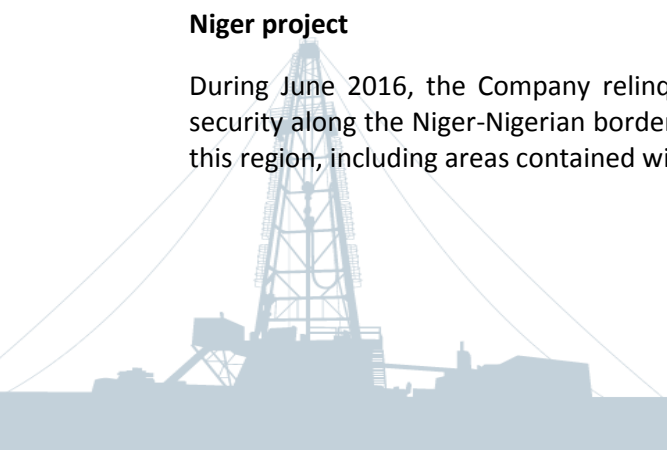 Niger project
During June 2016, the Company relinq
security along the Niger-Nigerian border
this region, including areas contained wi